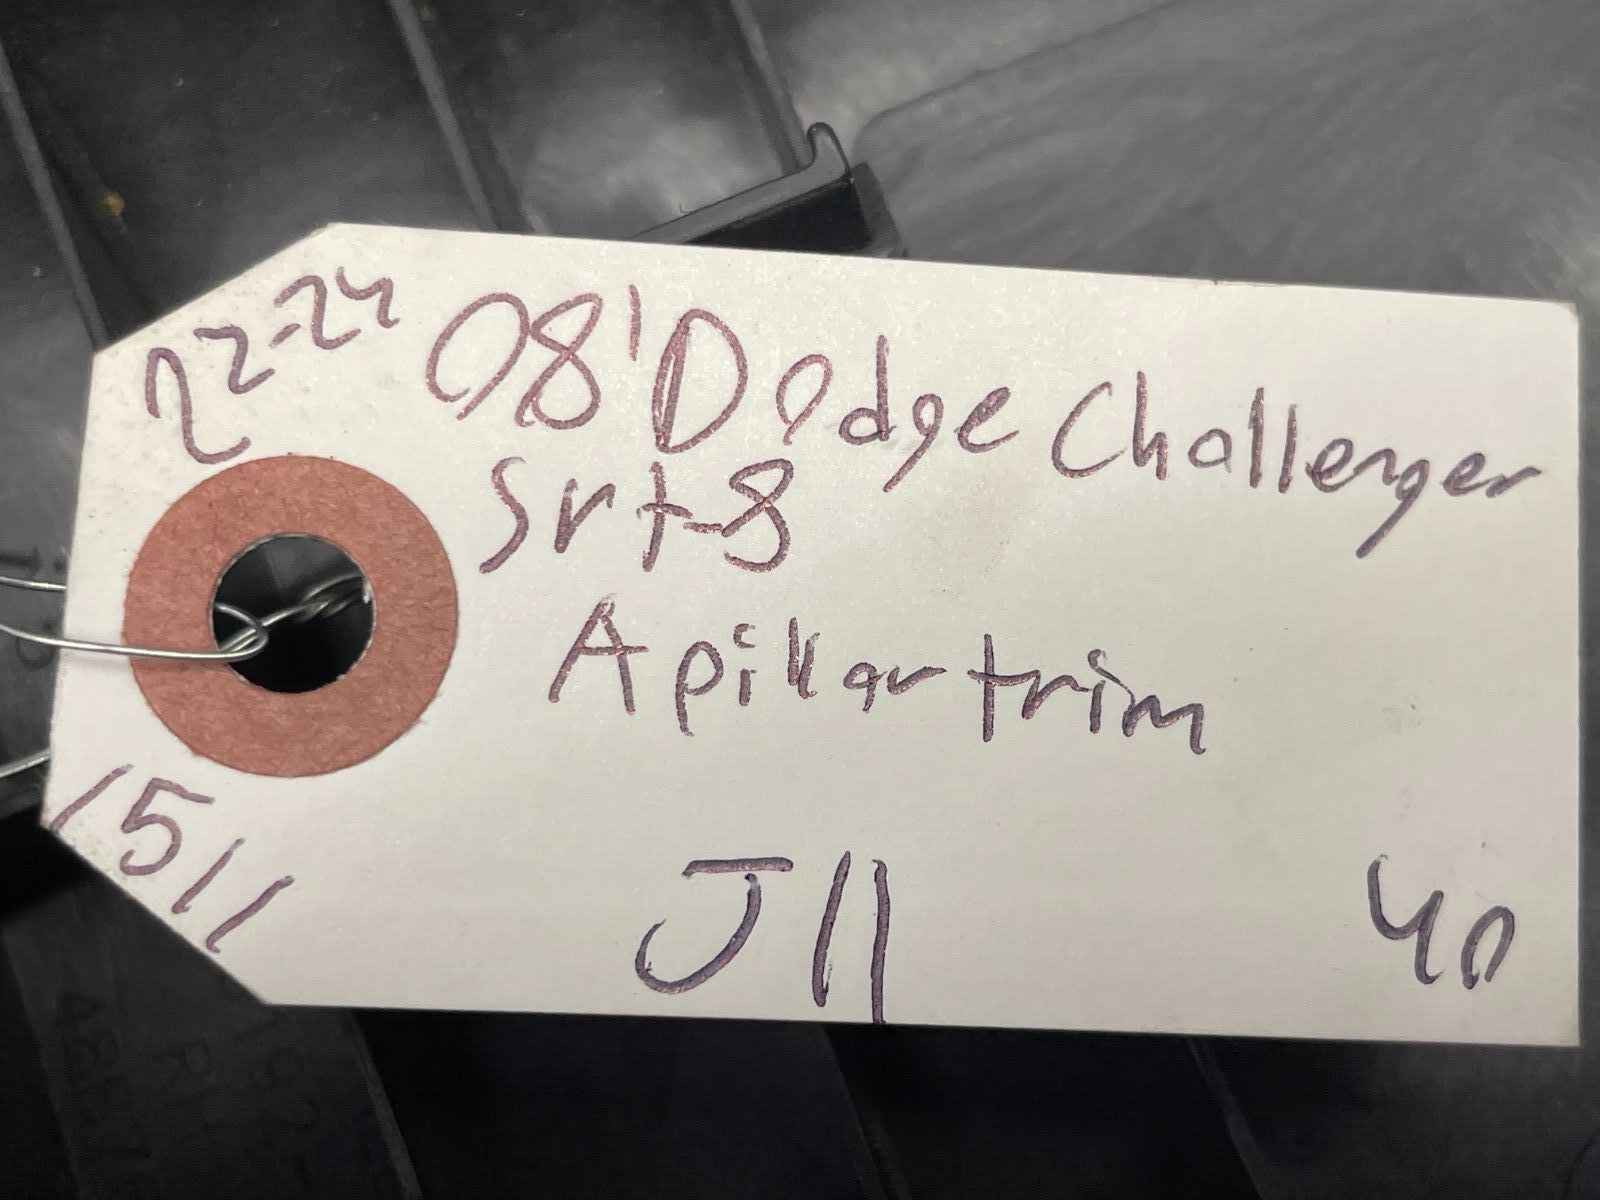 22-24
08' Dodge Challenger
Srt-8
A pillar trim
1511
J11
40